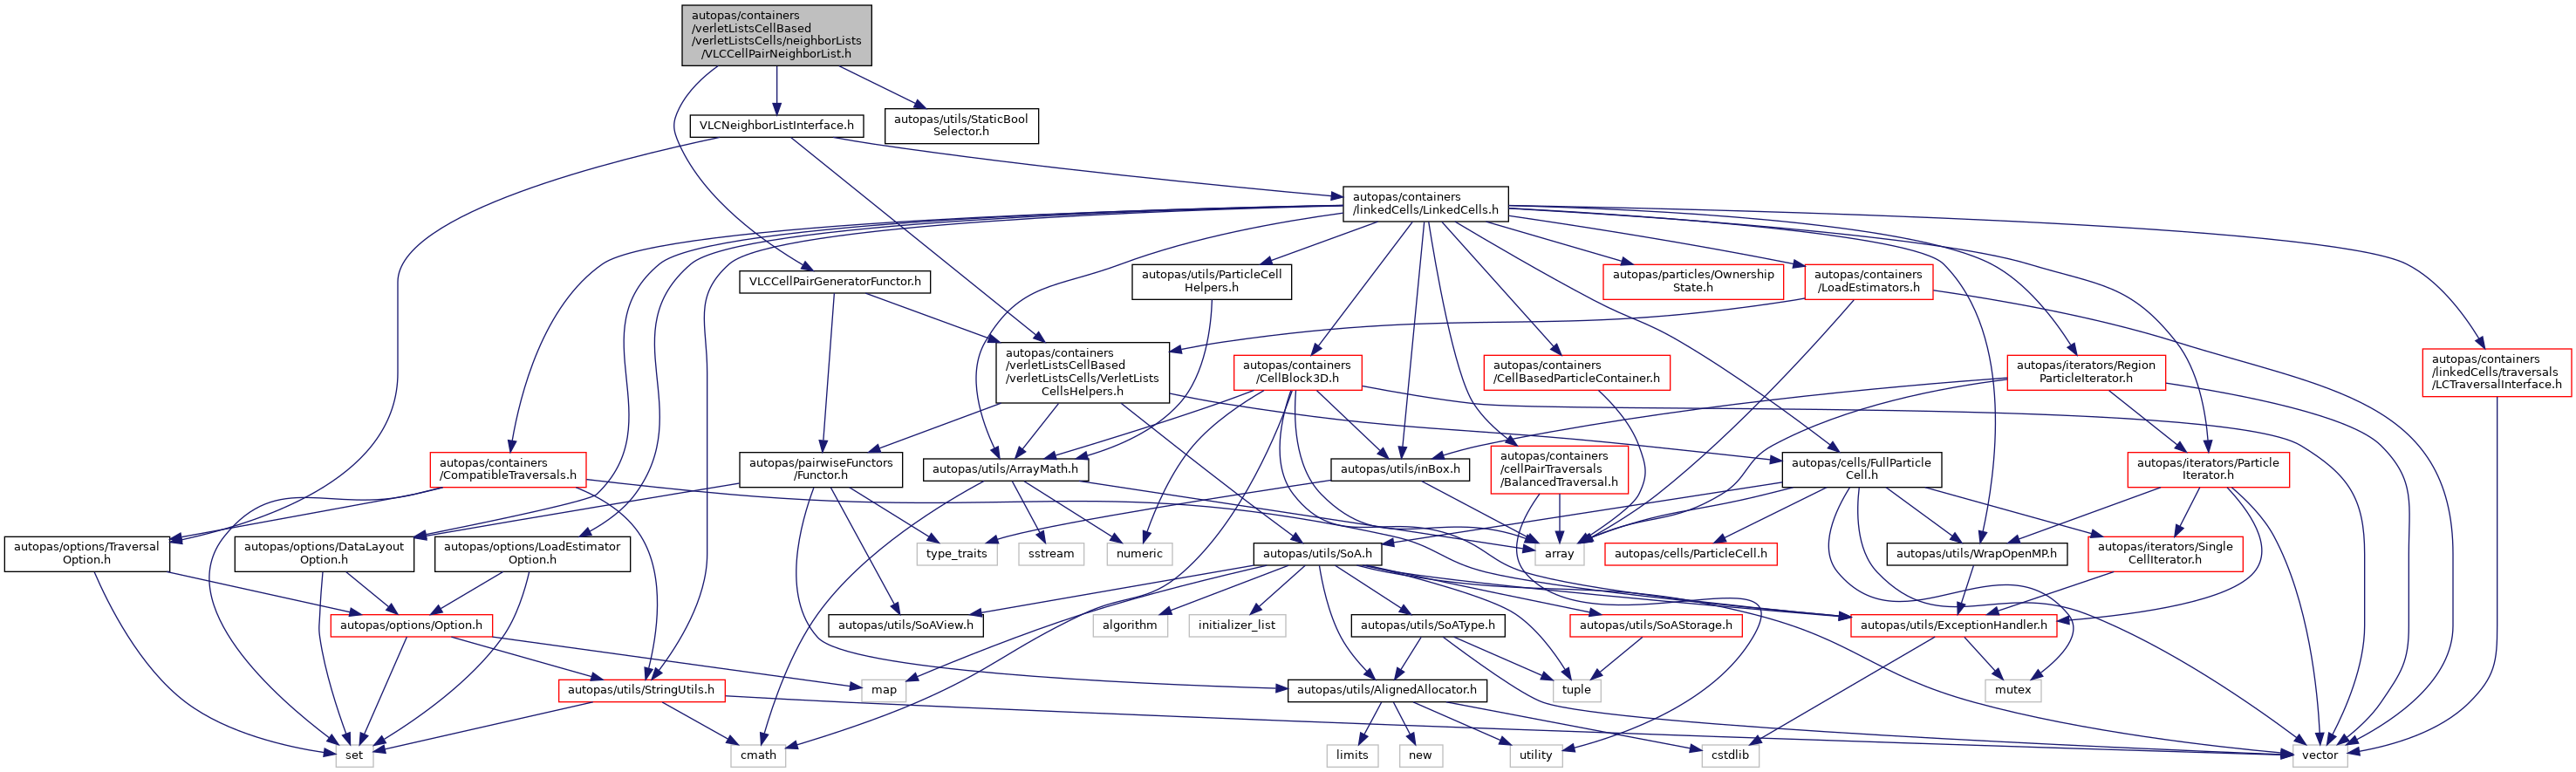 autopas/containers
/verletListsCellBased
/verletListsCells/neighborLists
/VLCCellPairNeighborList.h
VLCNeighborListInterface.h
autopas/utils/StaticBool
Selector.h
autopas/containers
/linkedCells/LinkedCells.h
VLCCellPairGeneratorFunctor.h
autopas/utils/ParticleCell
Helpers.h
autopas/particles/Ownership
State.h
autopas/containers
/LoadEstimators.h
autopas/containers
/verletListsCellBased
/verletListsCells/VerletLists
CellsHelpers.h
autopas/containers
/CellBlock3D.h
autopas/containers
/CellBasedParticleContainer.h
autopas/iterators/Region
ParticleIterator.h
autopas/containers
/linkedCells/traversals
/LCTraversalInterface.h
autopas/containers
/CompatibleTraversals.h
autopas/pairwiseFunctors
/Functor.h
autopas/utils/ArrayMath.h
autopas/utils/inBox.h
autopas/containers
/cellPairTraversals
/BalancedTraversal.h
autopas/cells/FullParticle
Cell.h
autopas/iterators/Particle
Iterator.h
autopas/options/Traversal
Option.h
autopas/options/DataLayout
Option.h
autopas/options/LoadEstimator
Option.h
type_traits
sstream
numeric
autopas/utils/SoA.h
array
autopas/cells/ParticleCell.h
autopas/utils/WrapOpenMP.h
autopas/iterators/Single
CellIterator.h
autopas/options/Option.h
autopas/utils/SoAView.h
algorithm
initializer_list
autopas/utils/SoAType.h
autopas/utils/SoAStorage.h
autopas/utils/ExceptionHandler.h
autopas/utils/StringUtils.h
map
autopas/utils/AlignedAllocator.h
tuple
mutex
set
cmath
limits
new
utility
cstdlib
vector